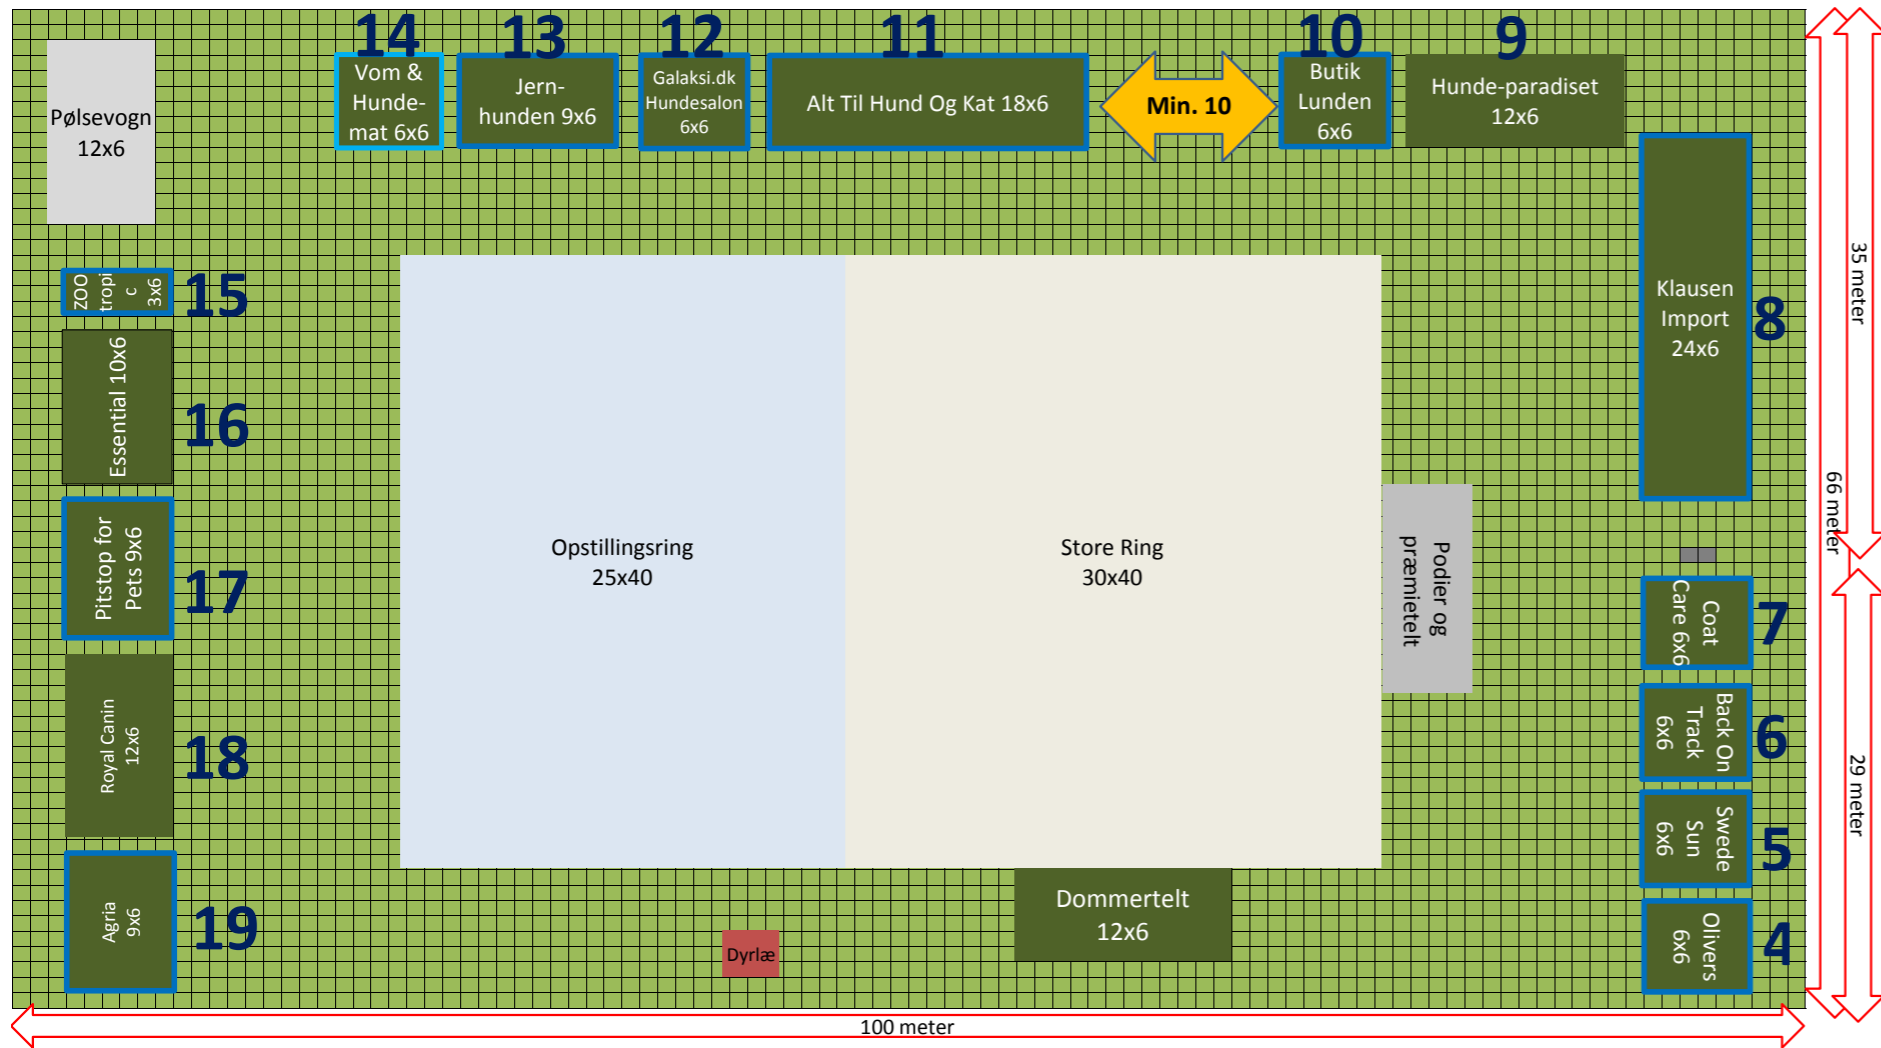 14
13
12
11
10
9
Vom &
Hunde-
mat 6x6
Jern-
hunden 9x6
Galaksi.dk
Hundesalon
6x6
Alt Til Hund Og Kat 18x6
Min. 10
Butik
Lunden
6x6
Hunde-paradiset
12x6
Pølsevogn
12x6
ZOO
tropi
c
3x6
15
Essential 10x6
16
Pitstop for
Pets 9x6
17
Royal Canin
12x6
18
Agria
9x6
19
Opstillingsring
25x40
Store Ring
30x40
Podier og
præmietelt
Dommertelt
12x6
Dyrlæ
Klausen
Import
24x6
8
Coat
Care 6x6
7
Back On
Track
6x6
6
Swede
Sun
6x6
5
Olivers
6x6
4
35 meter
66 meter
29 meter
100 meter